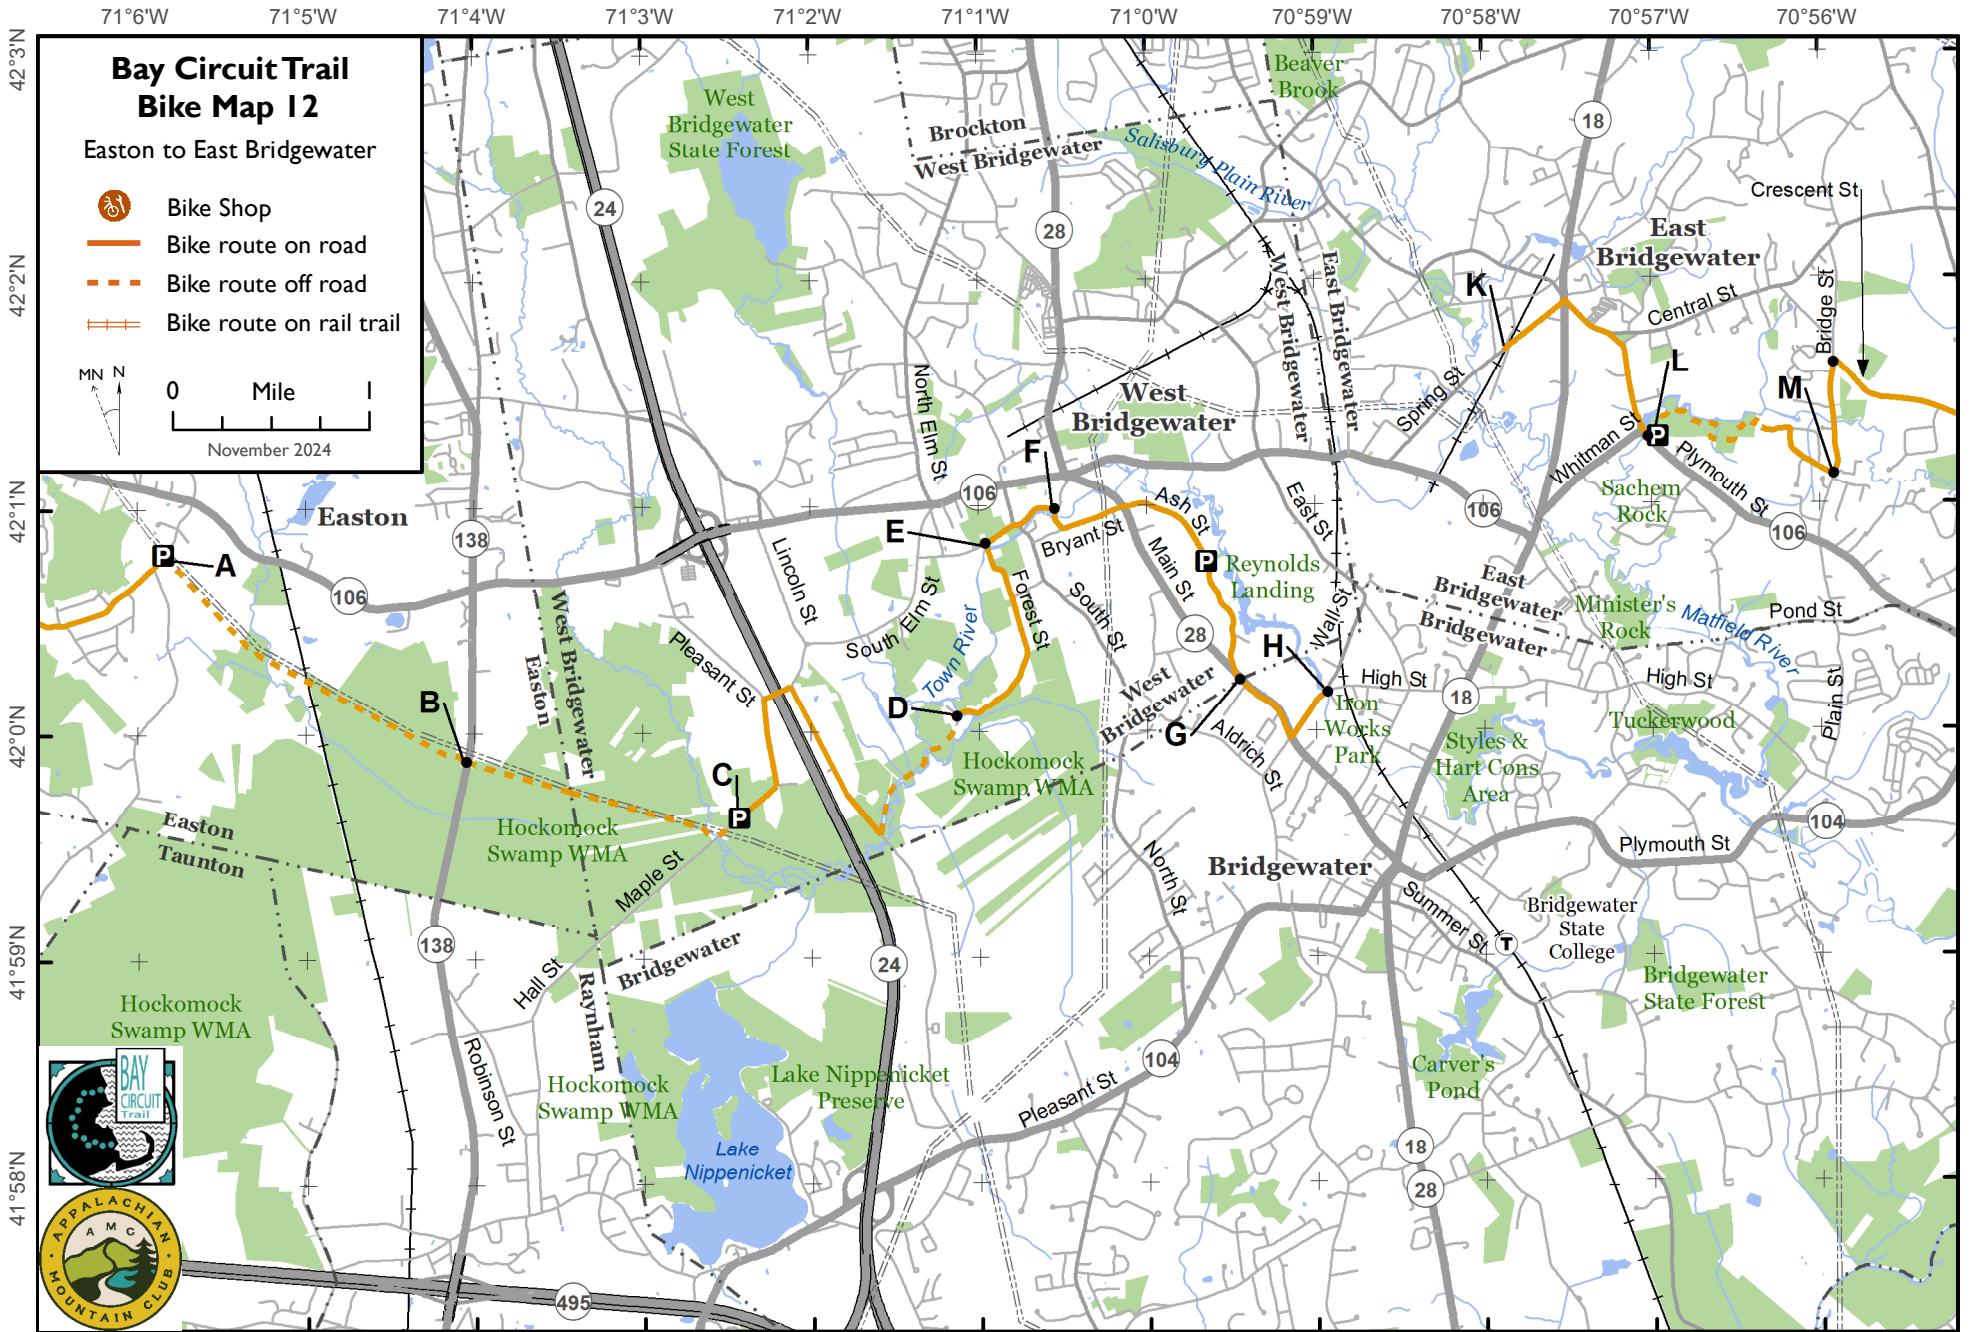 71°6'W 71°5'W 71°4'W 71°3'W 71°2'W 71°1'W 71°0'W 70°59'W 70°58'W 70°57'W 70°56'W
42°3'N
42°2'N
42°1'N
42°0'N
41°59'N
41°58'N
Bay Circuit Trail
Bike Map 12
Easton to East Bridgewater
Bike Shop
Bike route on road
Bike route off road
Bike route on rail trail
MN N
0 Mile 1
November 2024
West
Bridgewater
State Forest
Beaver
Brook
Brockton
West Bridgewater
Salisbury Plain River
18
24
28
Crescent St
East
Bridgewater
West Bridgewater
East Bridgewater
K
Central St
Bridge St
North Elm St
West
Bridgewater
Spring St
L
M
F
Whitman St
P
Plymouth St
Sachem
Rock
106
106
106
Easton
138
E
Ash St
East St
Bryant St
P
Reynolds
Landing
A
P
106
Lincoln St
South Elm St
Forest St
South St
Main St
28
Wall St
East
Bridgewater
Bridgewater
Minister's
Rock
Matfield River
Pond St
West Bridgewater
Easton
Pleasant St
Town River
H
High St
18
High St
Plain St
B
D
West
Bridgewater
G
Aldrich St
Iron
Works
Park
Tuckerwood
Styles &
Hart Cons
Area
C
P
Hockomock
Swamp WMA
Hockomock
Swamp WMA
Easton
Taunton
Maple St
North St
Bridgewater
Plymouth St
104
138
Bridgewater
Hall St
Raynham
24
Summer St
T
Bridgewater
State
College
Bridgewater
State Forest
Hockomock
Swamp WMA
Robinson St
Hockomock
Swamp WMA
Lake Nippenicket
Preserve
Pleasant St
104
Carver's
Pond
Lake
Nippenicket
18
28
495
BAY
CIRCUIT
Trail
APPALACHIAN
AMC
MOUNTAIN CLUB